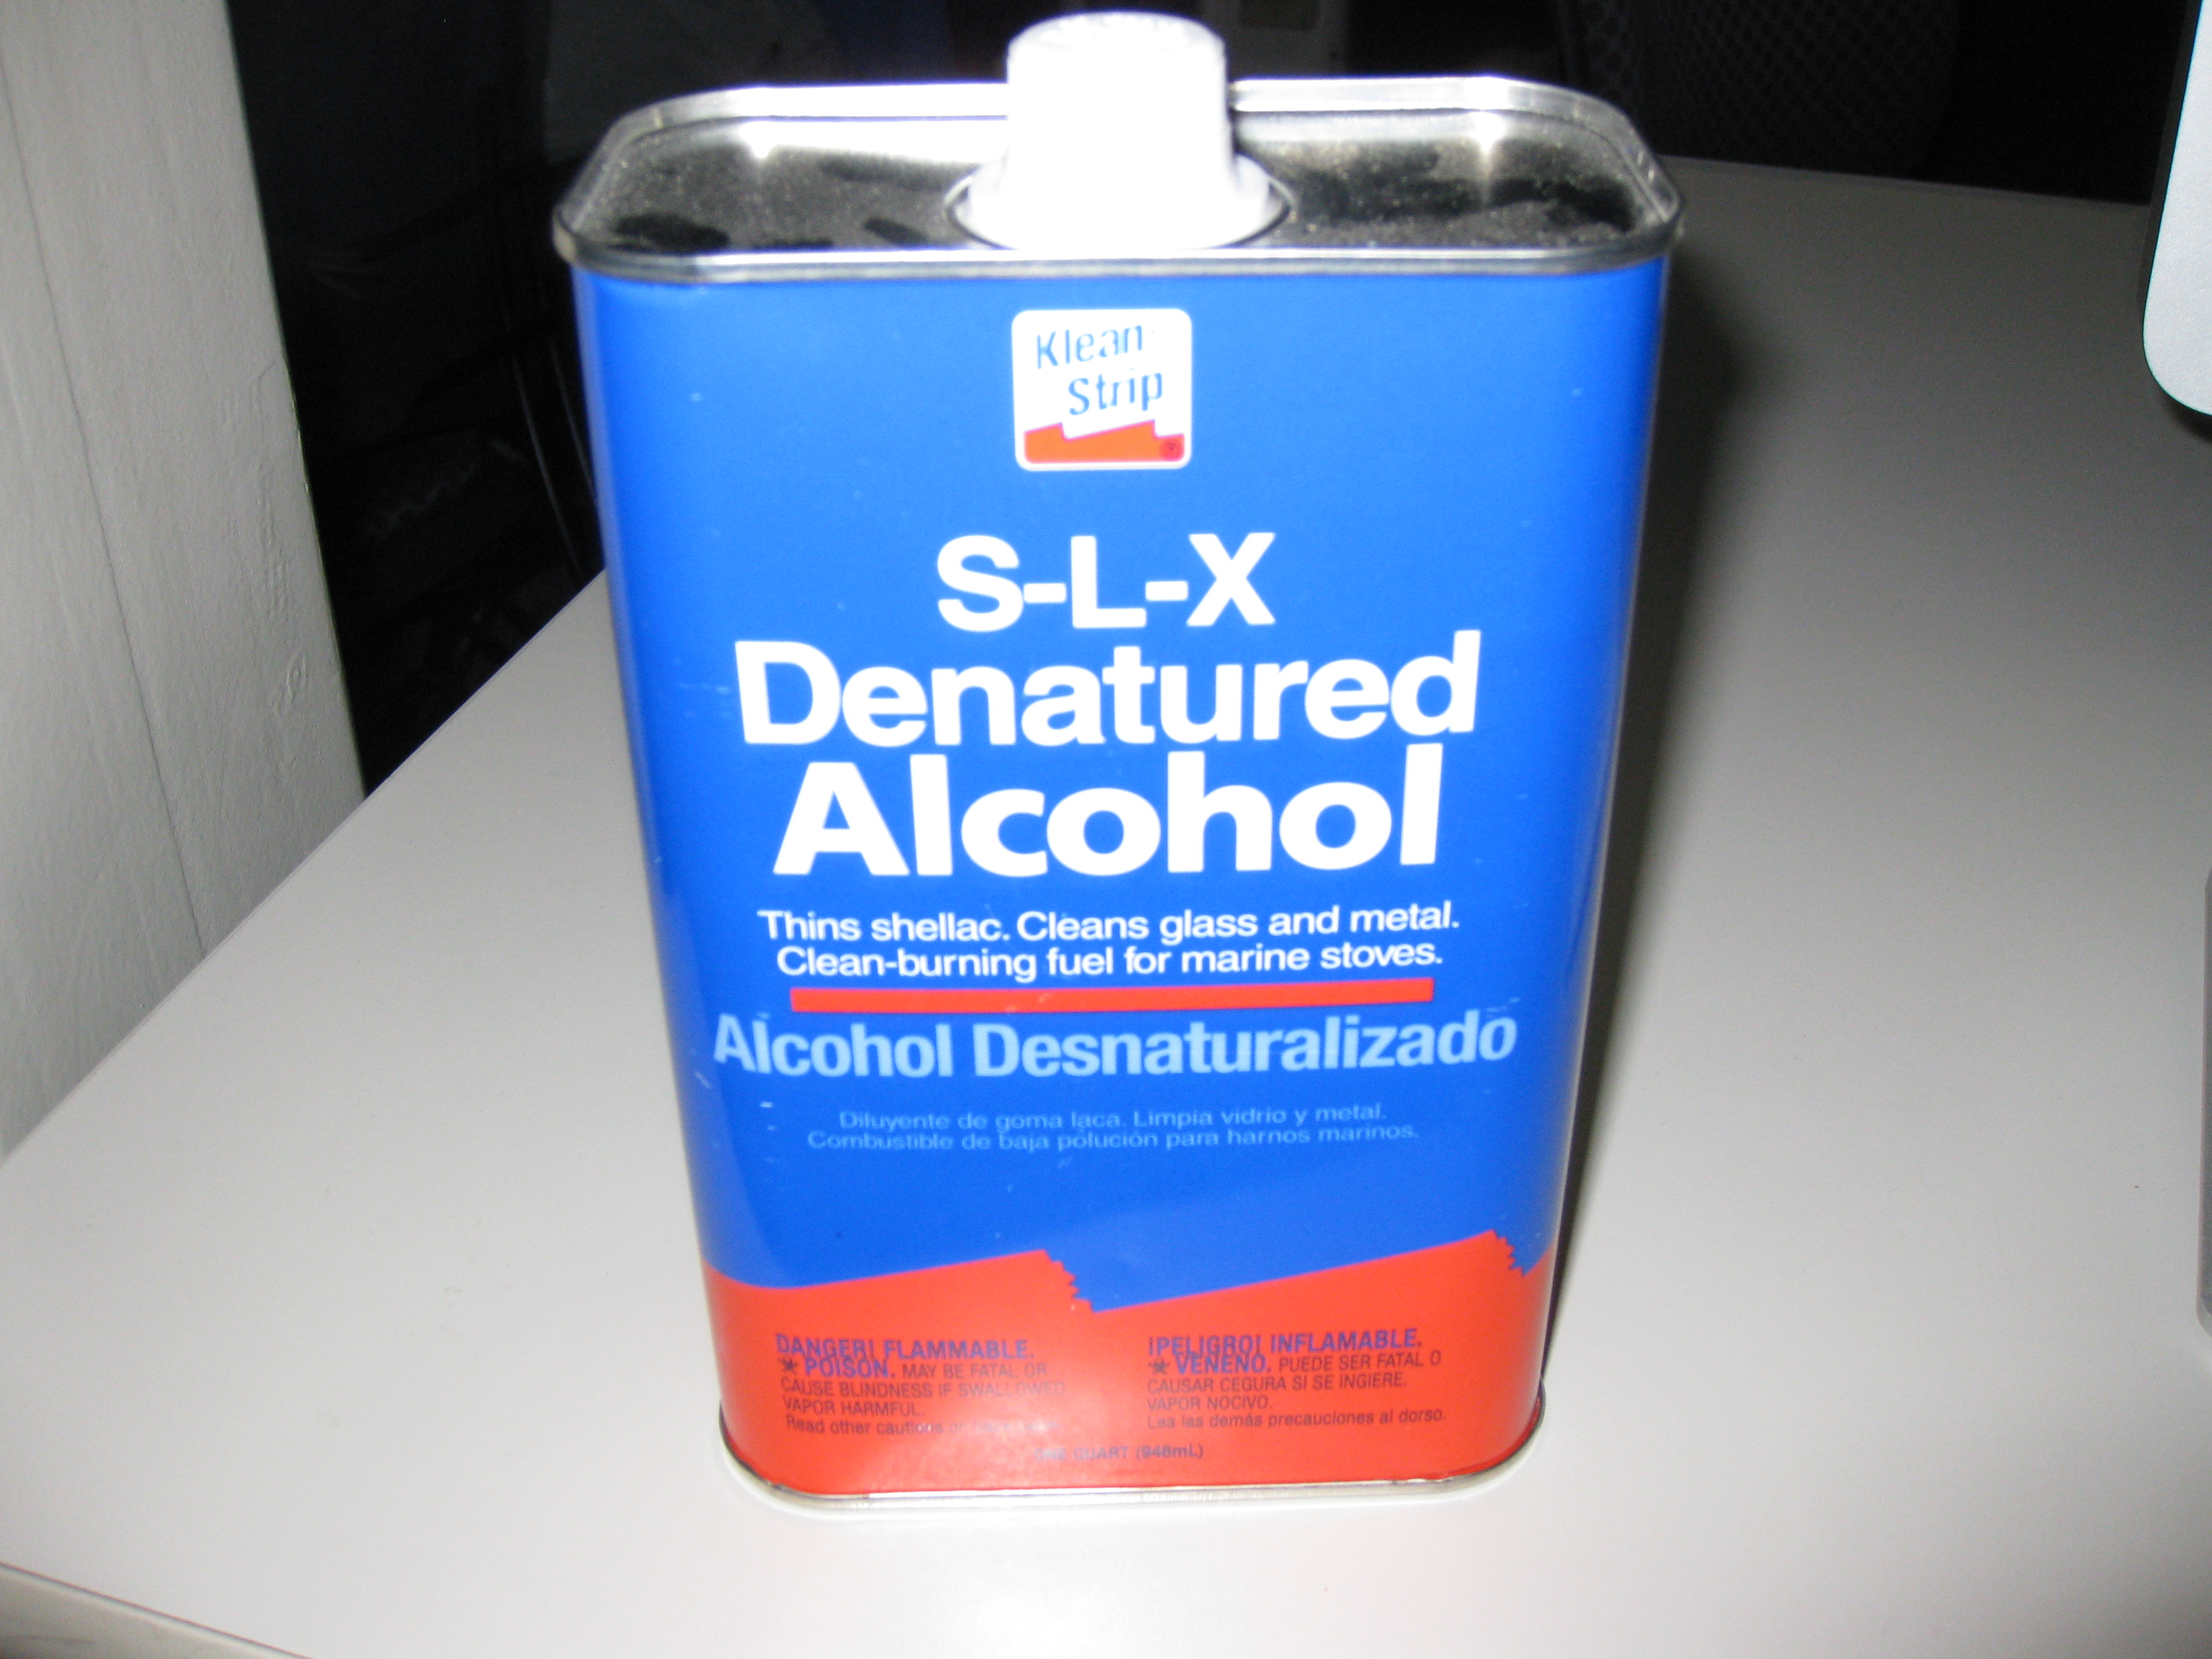 Klean
Strip
S-L-X
Denatured
Alcohol
Thins shellac. Cleans glass and metal.
Clean-burning fuel for marine stoves.
Alcohol Desnaturalizado
Diluyente de goma laca. Limpia vidrio y metal.
Combustible de baja polución para harnos marinos.
DANGER! FLAMMABLE.
POISON. MAY BE FATAL OR
CAUSE BLINDNESS IF SWALLOWED
VAPOR HARMFUL.
Read other cautions
¡PELIGRO! INFLAMABLE.
VENENO. PUEDE SER FATAL O
CAUSAR CEGURA SI SE INGIERE.
VAPOR NOCIVO.
Lea las demás precauciones al dorso.
ONE QUART (946mL)